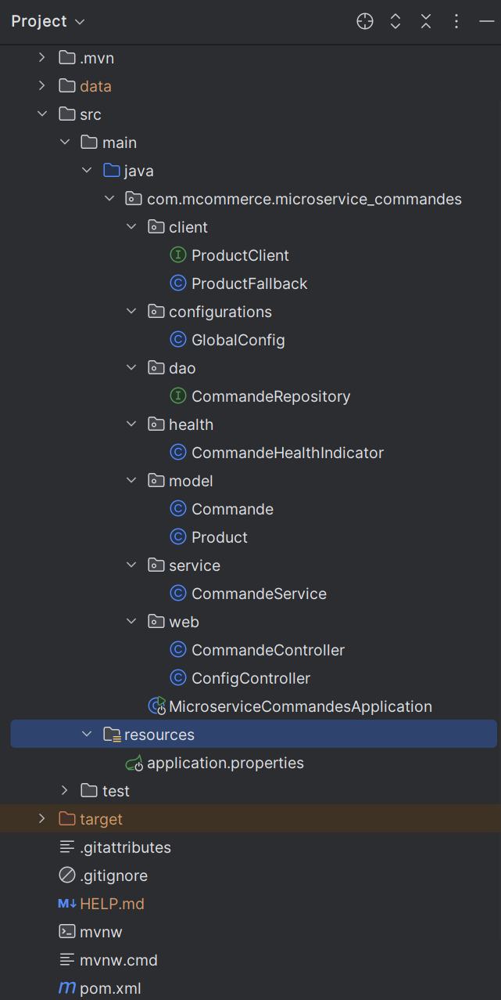 Project
.mvn
data
src
main
java
com.mcommerce.microservice_commandes
client
ProductClient
ProductFallback
configurations
GlobalConfig
dao
CommandeRepository
health
CommandeHealthIndicator
model
Commande
Product
service
CommandeService
web
CommandeController
ConfigController
MicroserviceCommandesApplication
resources
application.properties
test
target
.gitattributes
.gitignore
HELP.md
mvnw
mvnw.cmd
pom.xml